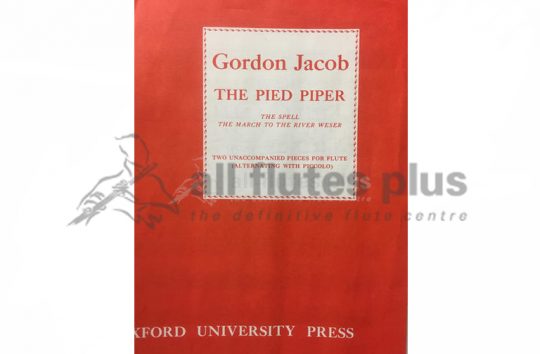 Gordon Jacob
THE PIED PIPER
THE SPELL
THE MARCH TO THE RIVER WESER
TWO UNACCOMPANIED PIECES FOR FLUTE
(ALTERNATING WITH PICCOLO)
all flutes plus
the definitive flute centre
XFORD UNIVERSITY PRESS